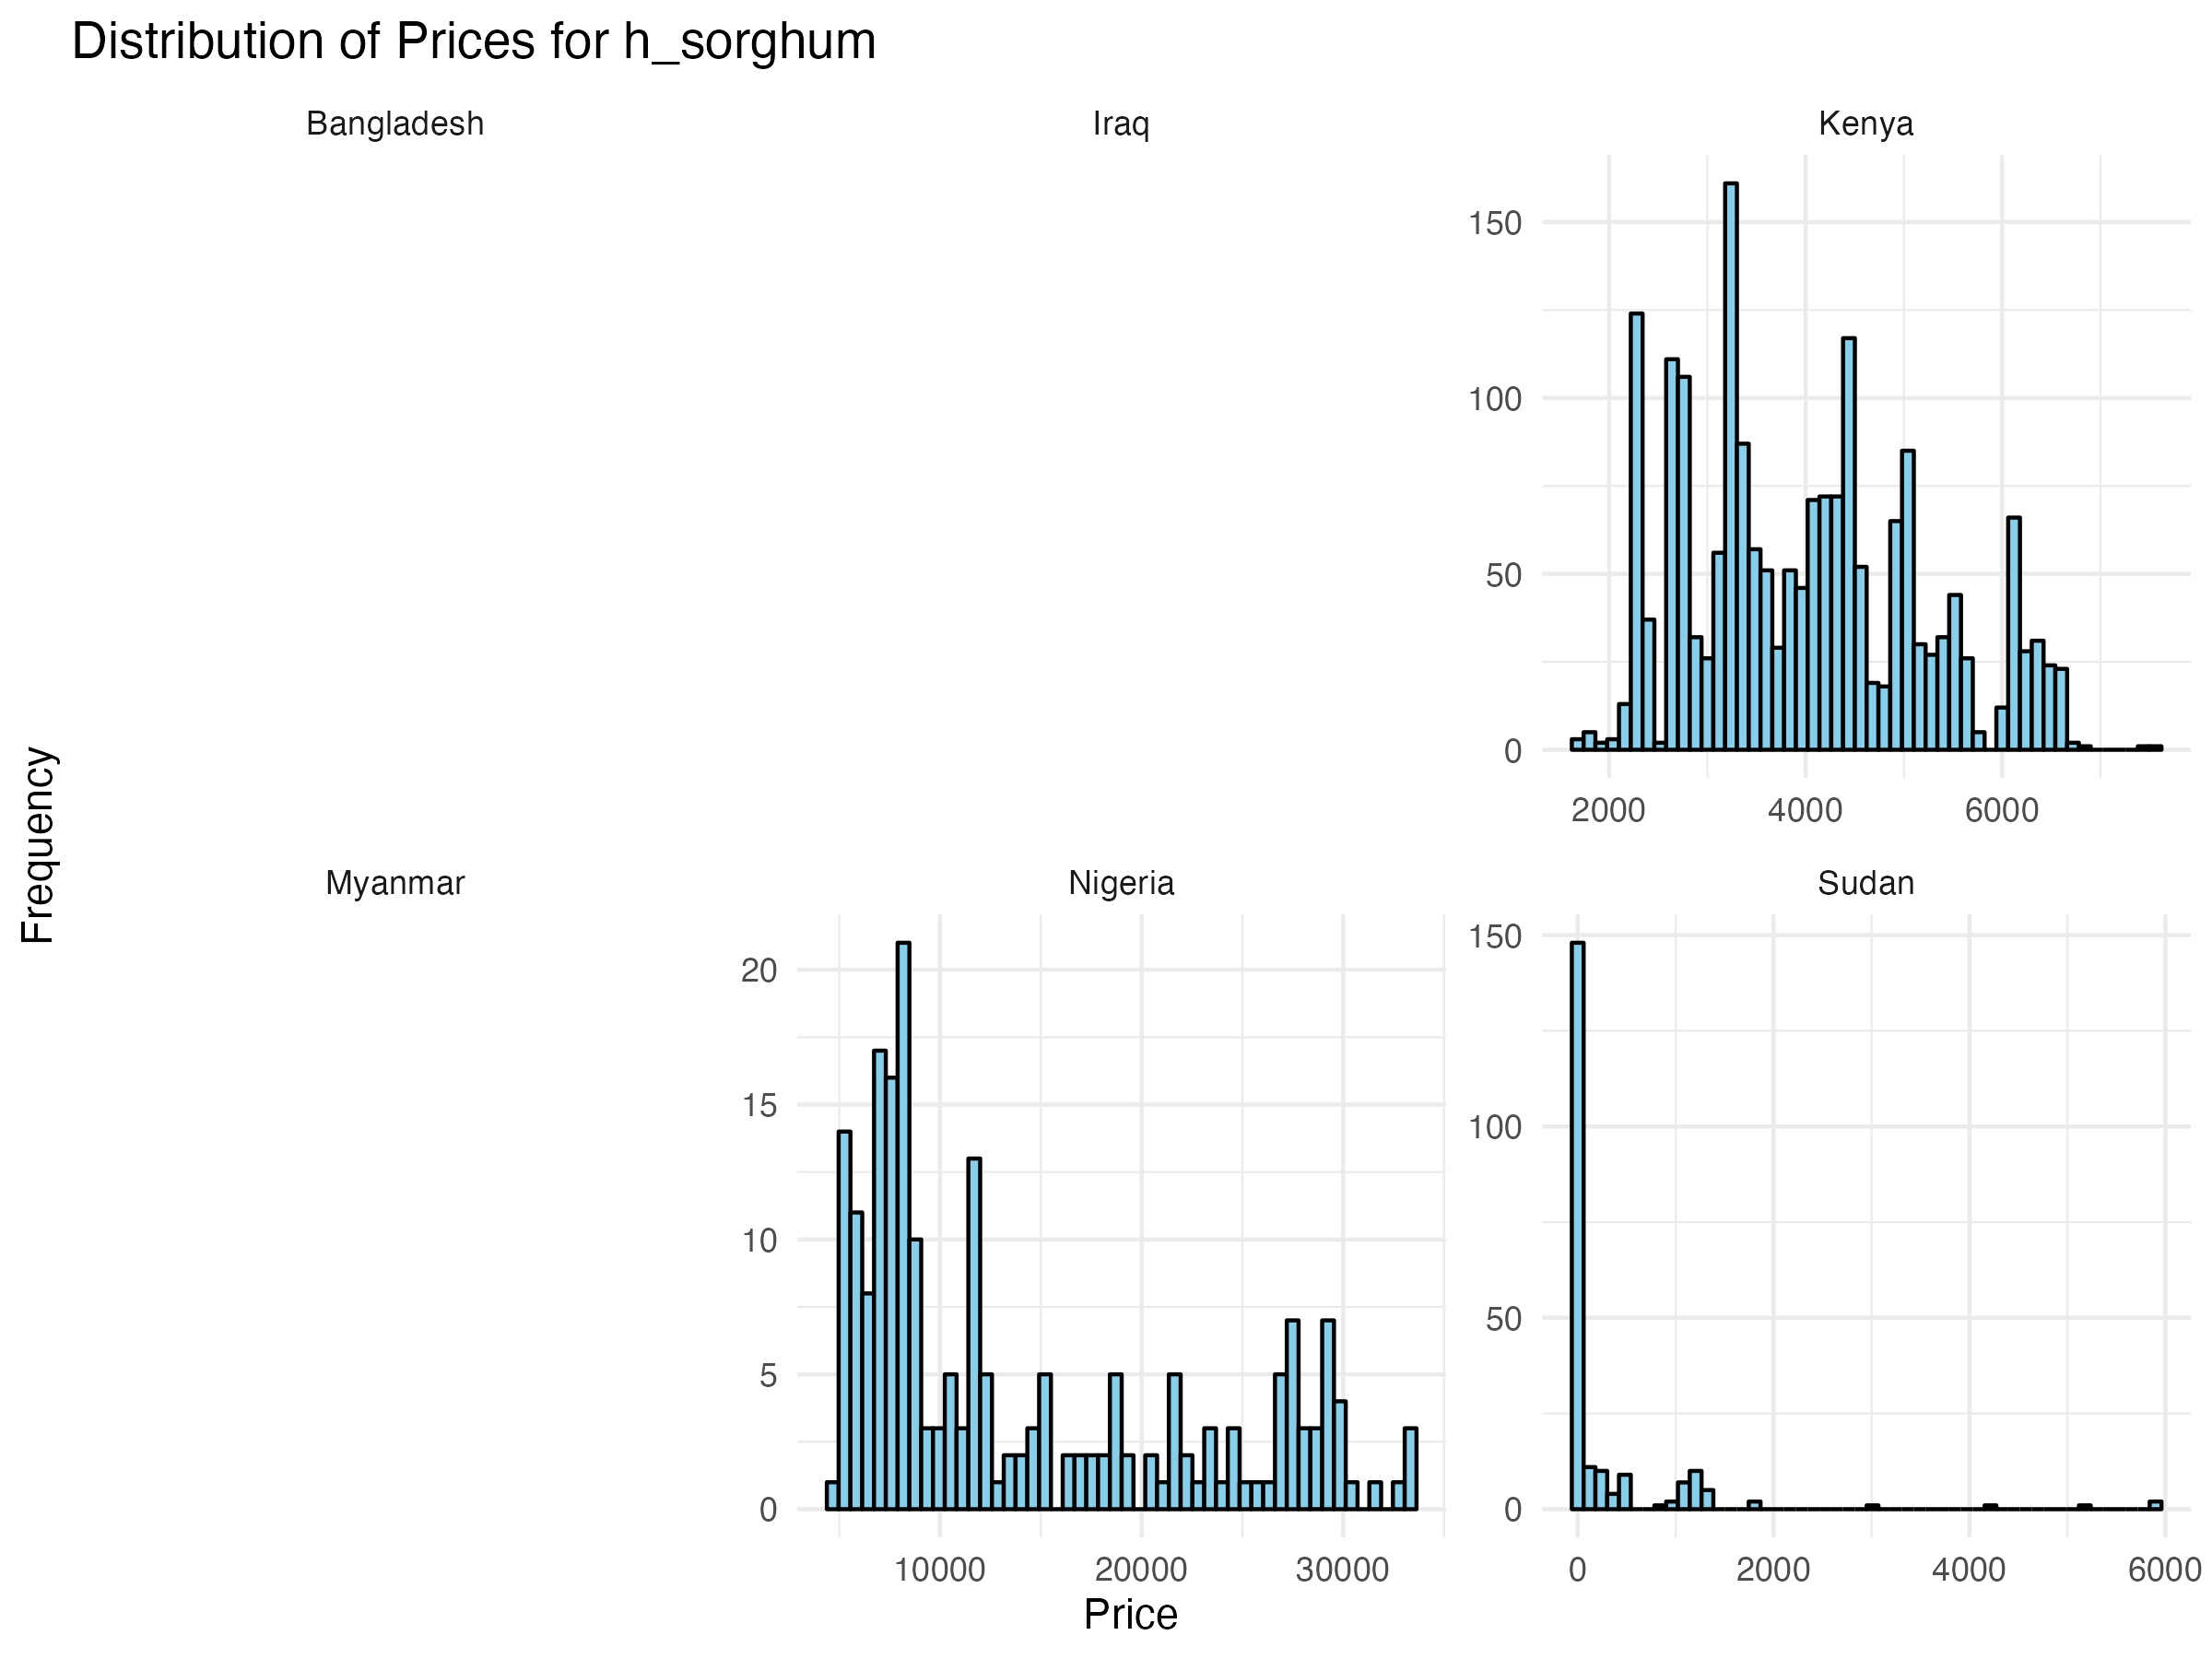 Distribution of Prices for h_sorghum
Bangladesh
Iraq
Kenya
150
100
50
0
2000 4000 6000
Frequency
Myanmar
Nigeria
Sudan
20
15
10
5
0
10000 20000 30000
150
100
50
0
0 2000 4000 6000
Price